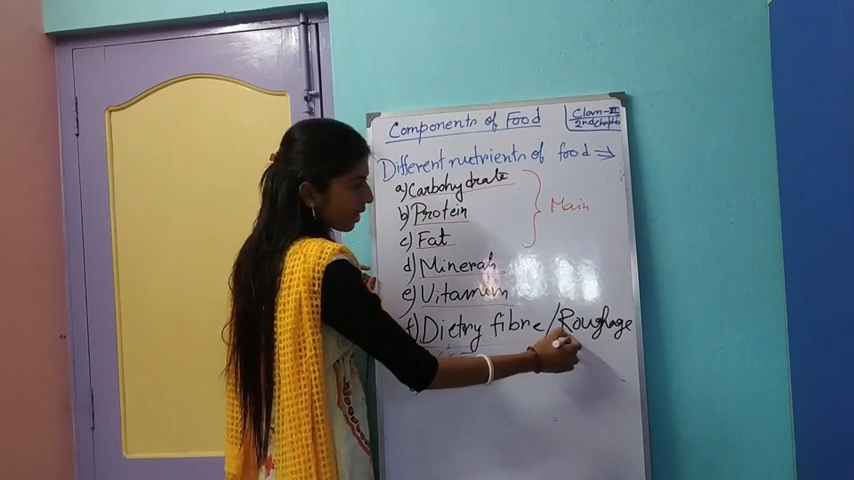 Components of Food
Class-VI
2nd Chapter
Different nutrients of food →
a) Carbohydrate
b) Protein
c) Fat
Main
d) Minerals
e) Vitamin
f) Dietry fibre/Roughage